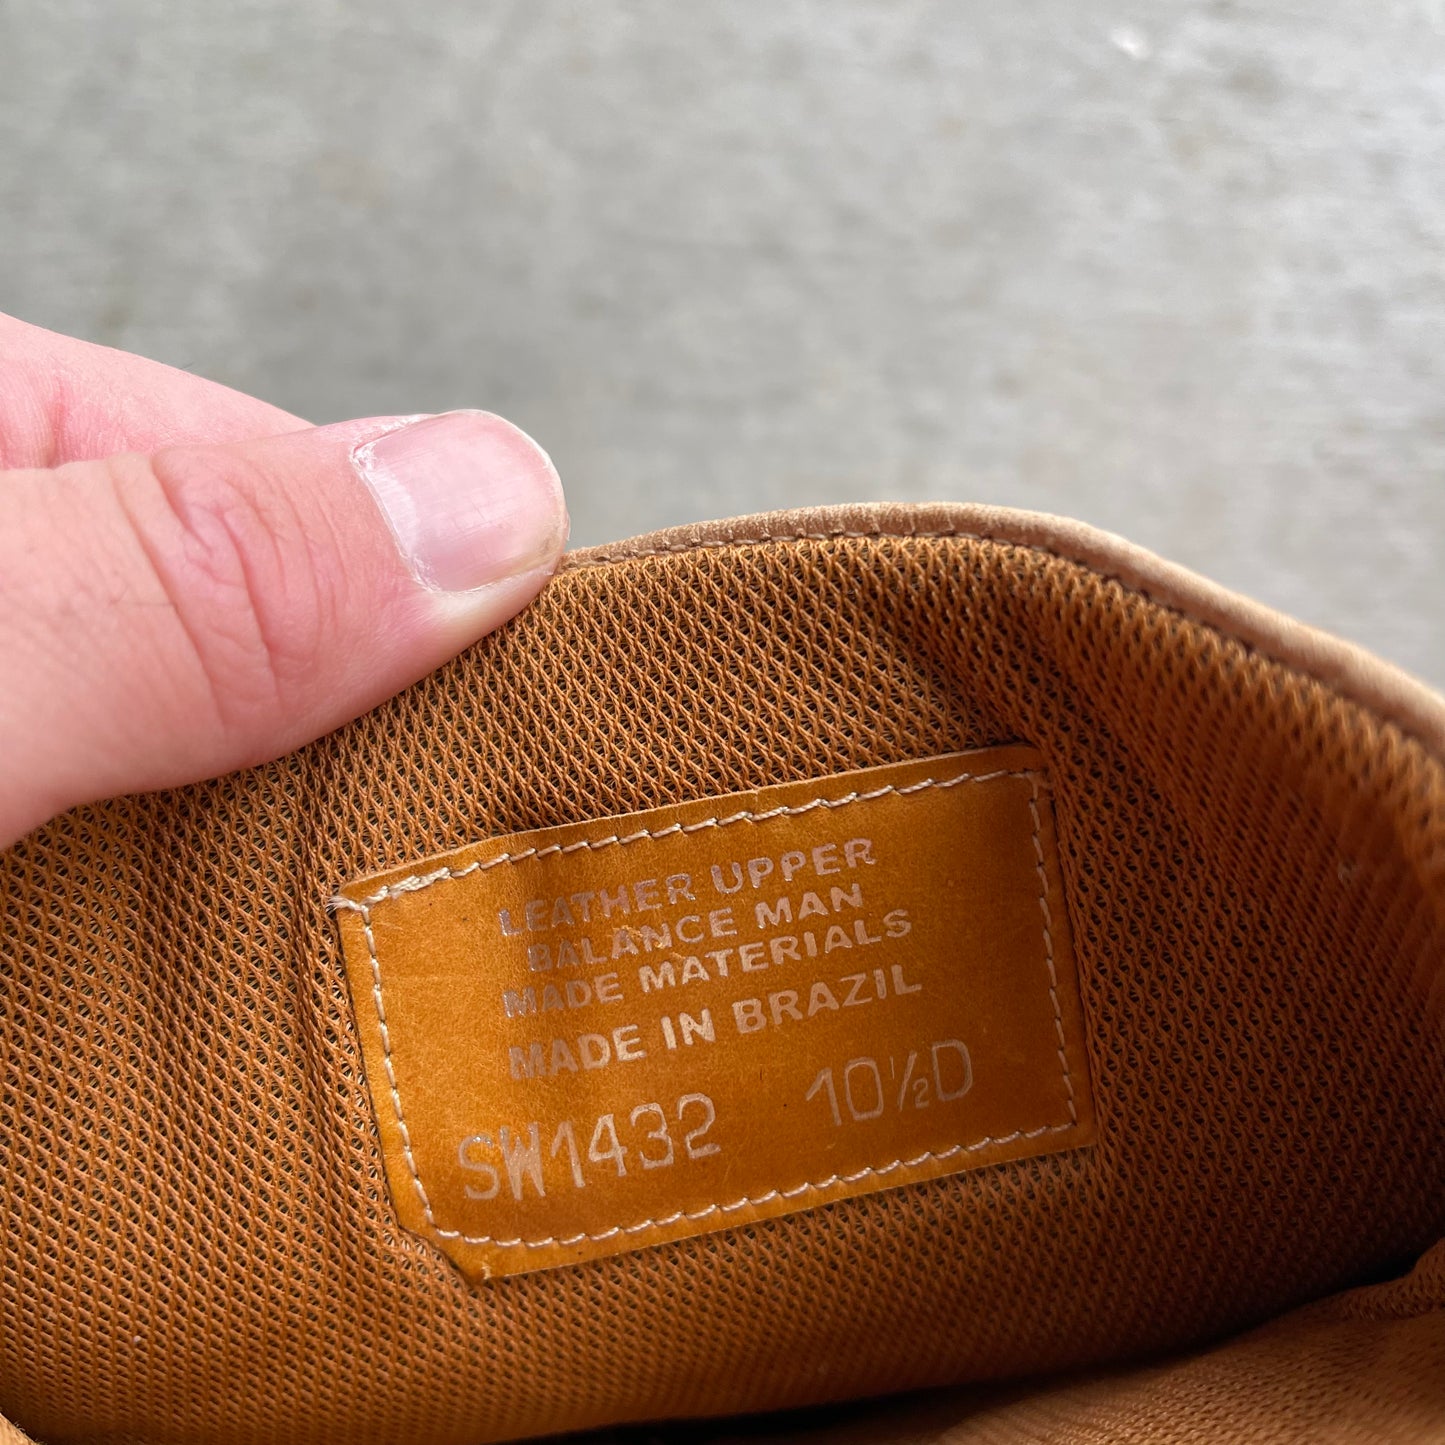 LEATHER UPPER
BALANCE MAN
MADE MATERIALS
MADE IN BRAZIL
SW1432 10½D